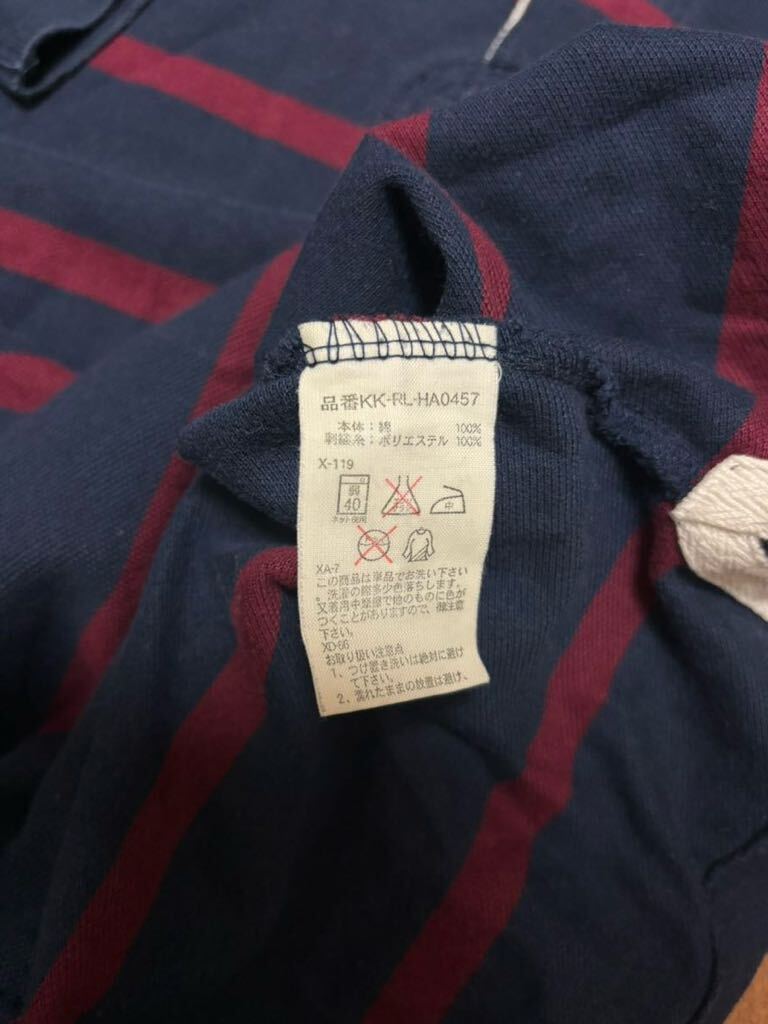 品番KK-RL-HA0457
本体：綿 100%
刺繍糸：ポリエステル 100%
X-119
弱
40
中
ネット使用
XA-7
この商品は単品でお洗い下さい
。洗濯の際多少色落ちします。
又着用中摩擦で他のものに色が
つくことがありますので、御注意
下さい。
XD-66
お取り扱い注意点
1、つけ置き洗いは絶対に避け
て下さい。
2、濡れたままの放置は避け、